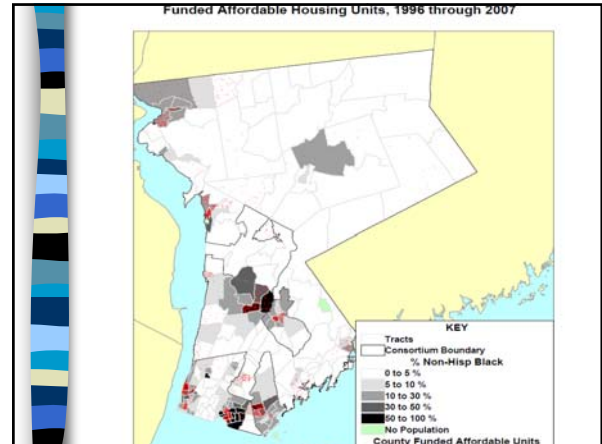 Funded Affordable Housing Units, 1996 through 2007
KEY
Tracts
Consortium Boundary
% Non-Hisp Black
0 to 5 %
5 to 10 %
10 to 30 %
30 to 50 %
50 to 100 %
No Population
County Funded Affordable Units